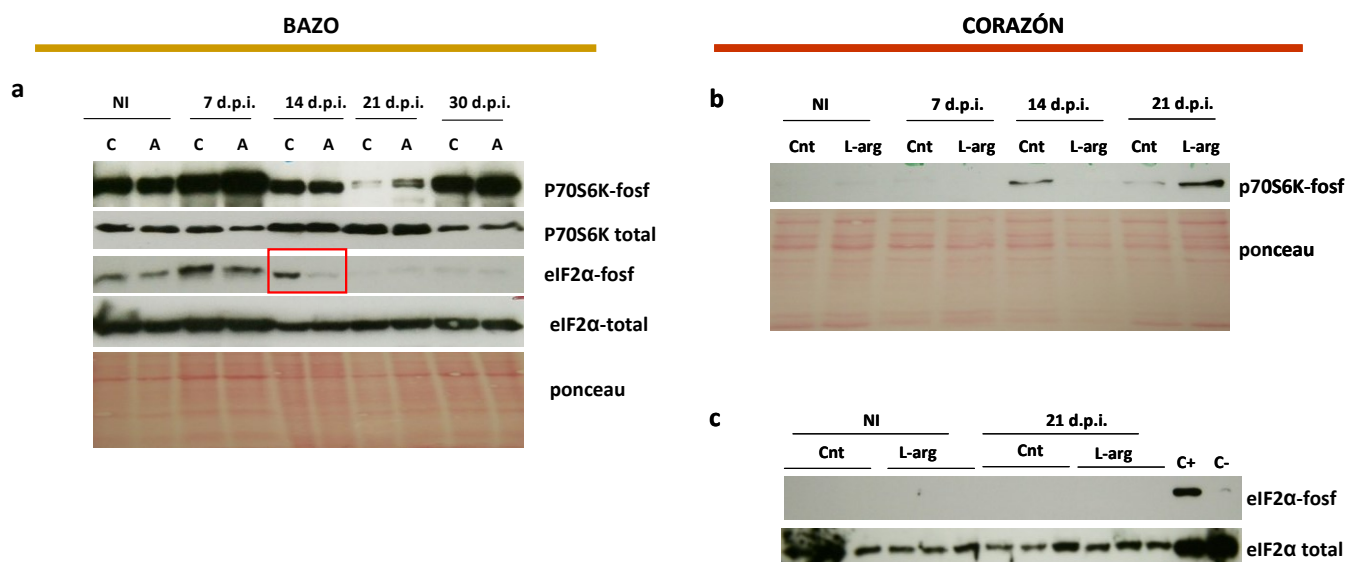 BAZO
a
NI 7 d.p.i. 14 d.p.i. 21 d.p.i. 30 d.p.i.
C A C A C A C A C A
P70S6K-fosf
P70S6K total
eIF2α-fosf
eIF2α-total
ponceau
CORAZÓN
b
NI 7 d.p.i. 14 d.p.i. 21 d.p.i.
Cnt L-arg Cnt L-arg Cnt L-arg Cnt L-arg
p70S6K-fosf
ponceau
c
NI 21 d.p.i.
Cnt L-arg Cnt L-arg C+ C-
eIF2α-fosf
eIF2α total